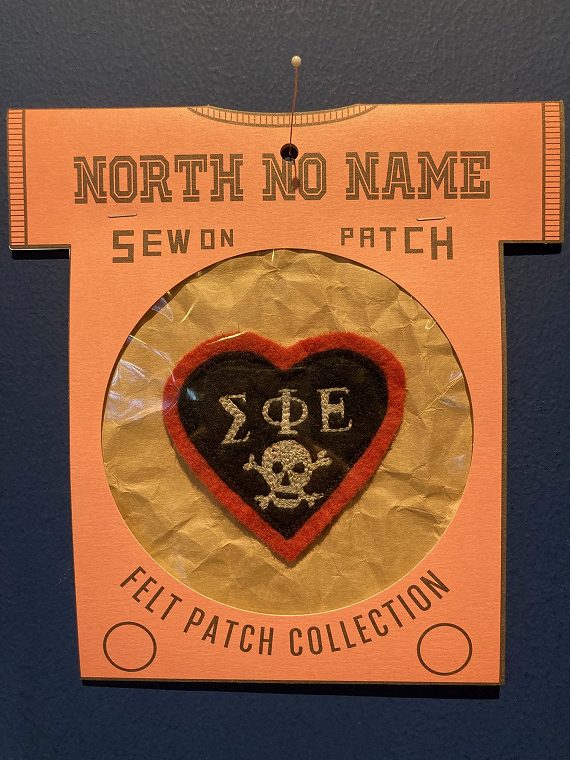 NORTH NO NAME
SEW ON PATCH
ΣΦΕ
FELT PATCH COLLECTION